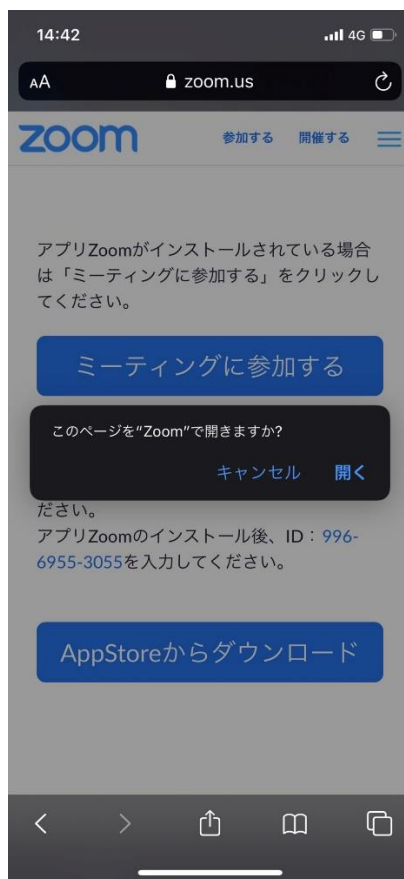 14:42
4G
AA
zoom.us
zoom
参加する
開催する
アプリZoomがインストールされている場合
は「ミーティングに参加する」をクリックし
てください。
ミーティングに参加する
このページを"Zoom"で開きますか?
キャンセル
開く
ださい。
アプリZoomのインストール後、ID：996-
6955-3055を入力してください。
AppStoreからダウンロード